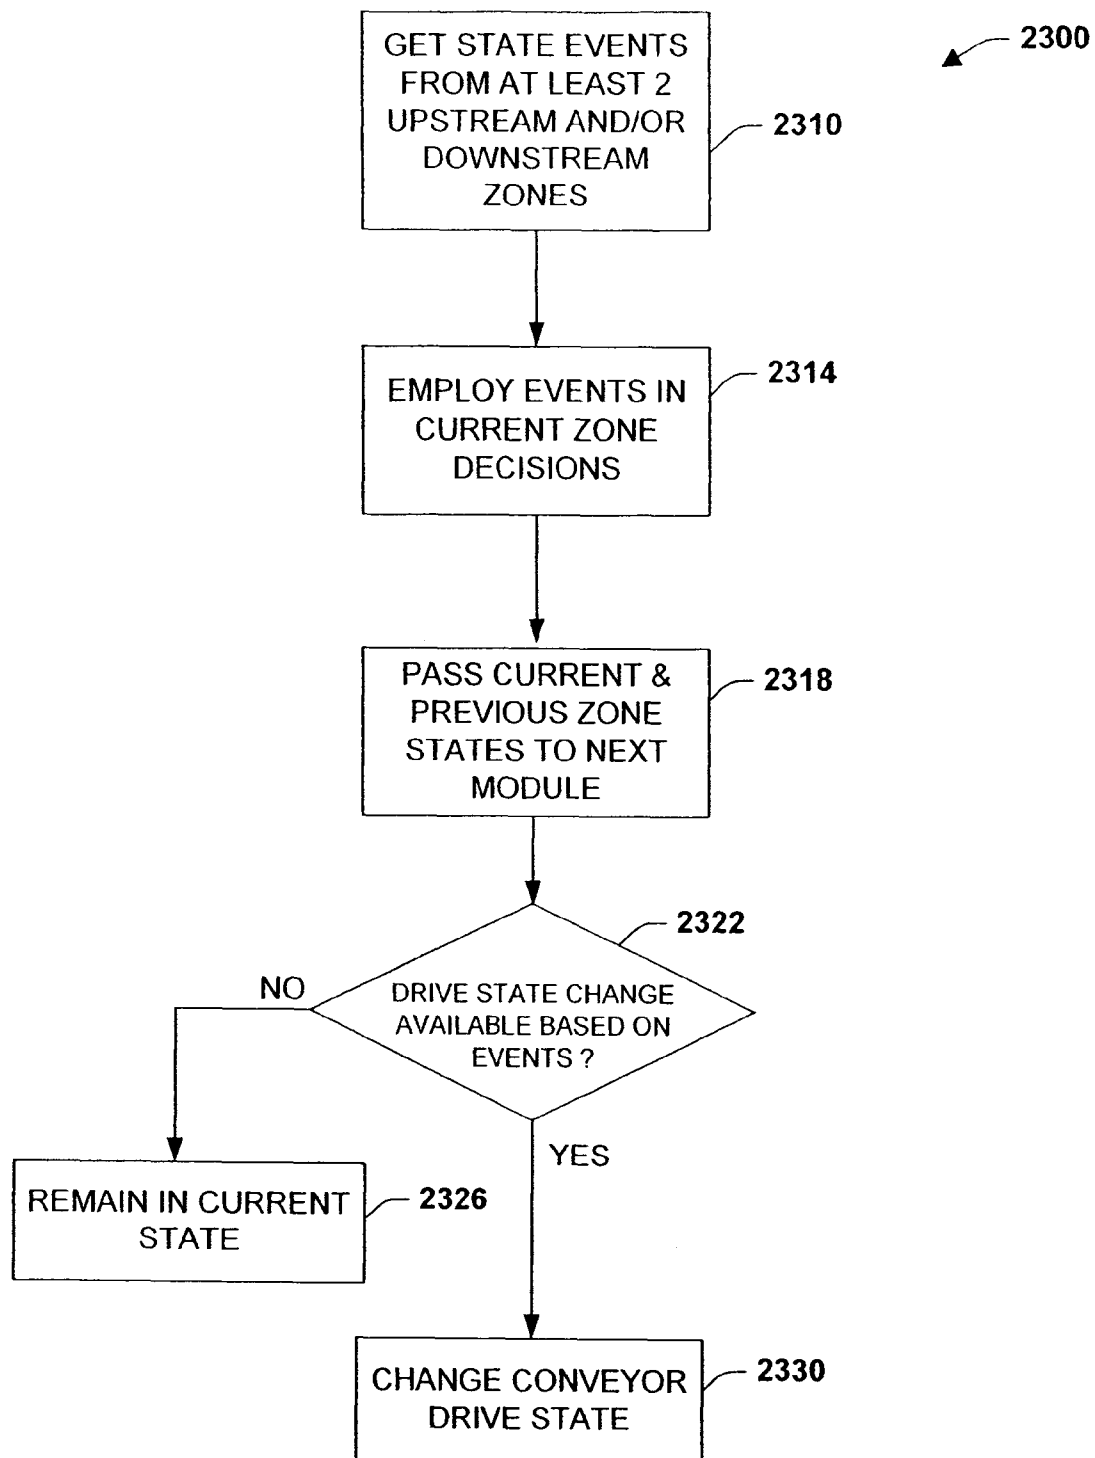 2300
GET STATE EVENTS
FROM AT LEAST 2
UPSTREAM AND/OR
DOWNSTREAM
ZONES
2310
EMPLOY EVENTS IN
CURRENT ZONE
DECISIONS
2314
PASS CURRENT &
PREVIOUS ZONE
STATES TO NEXT
MODULE
2318
DRIVE STATE CHANGE
AVAILABLE BASED ON
EVENTS ?
2322
NO
YES
REMAIN IN CURRENT
STATE
2326
CHANGE CONVEYOR
DRIVE STATE
2330